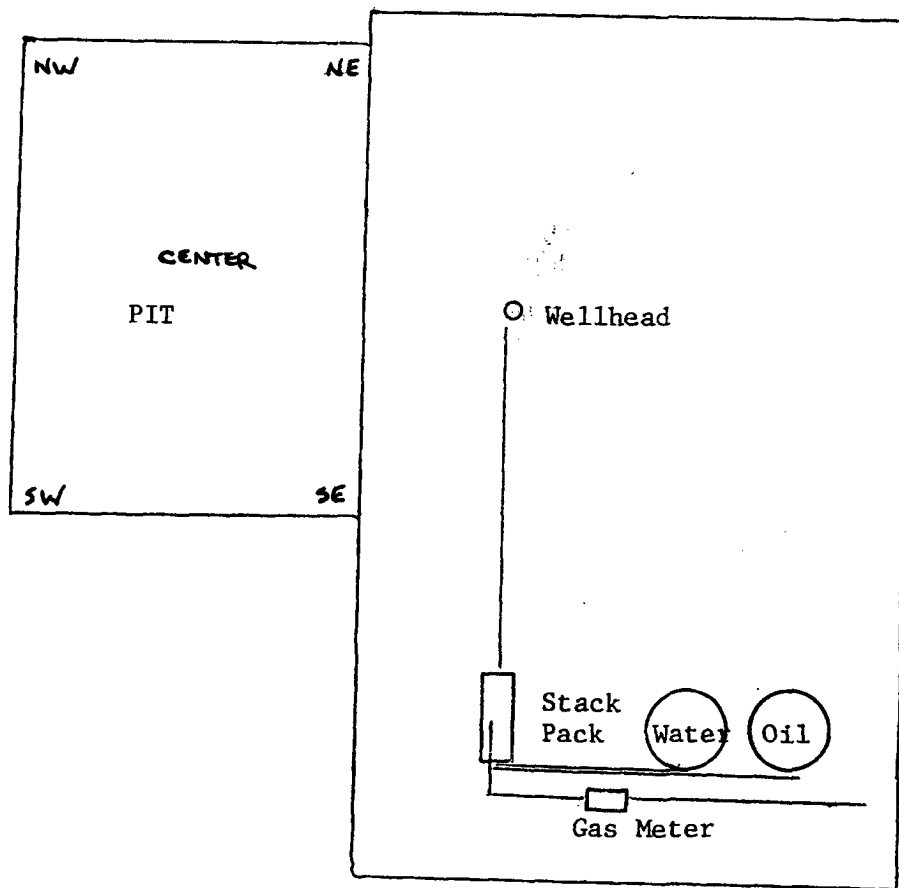 NW NE
CENTER
PIT
Wellhead
SW SE
Stack
Pack
Water
Oil
Gas Meter